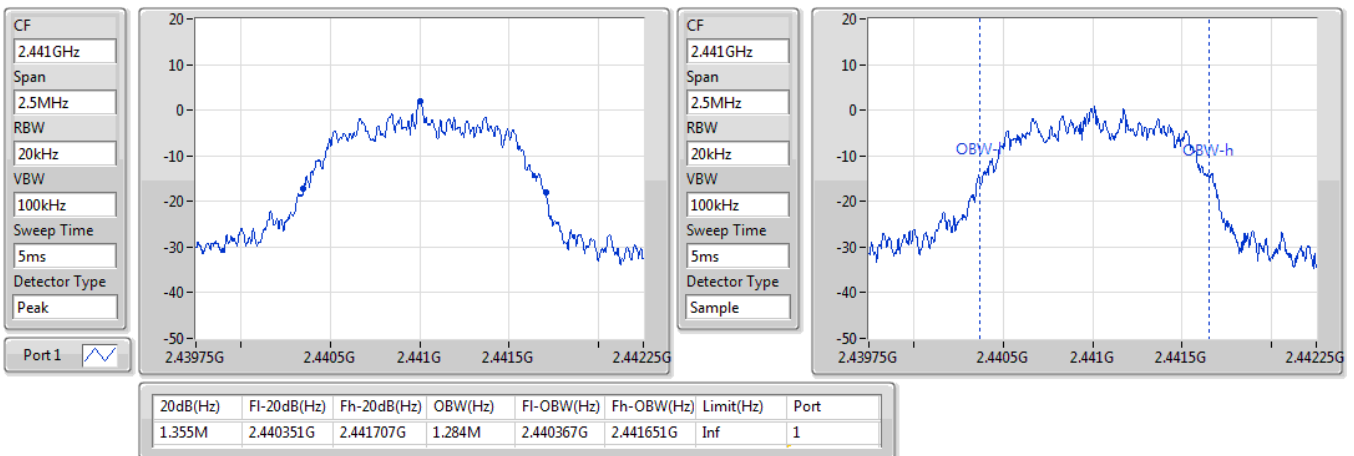 CF
2.441GHz
Span
2.5MHz
RBW
20kHz
VBW
100kHz
Sweep Time
5ms
Detector Type
Peak
Port 1
20
10
0
-10
-20
-30
-40
-50
2.43975G 2.4405G 2.441G 2.4415G 2.44225G
CF
2.441GHz
Span
2.5MHz
RBW
20kHz
VBW
100kHz
Sweep Time
5ms
Detector Type
Sample
20
10
0
-10
-20
-30
-40
-50
OBW-
OBW-h
2.43975G 2.4405G 2.441G 2.4415G 2.44225G
20dB(Hz) Fl-20dB(Hz) Fh-20dB(Hz) OBW(Hz) Fl-OBW(Hz) Fh-OBW(Hz) Limit(Hz) Port
1.355M 2.440351G 2.441707G 1.284M 2.440367G 2.441651G Inf 1